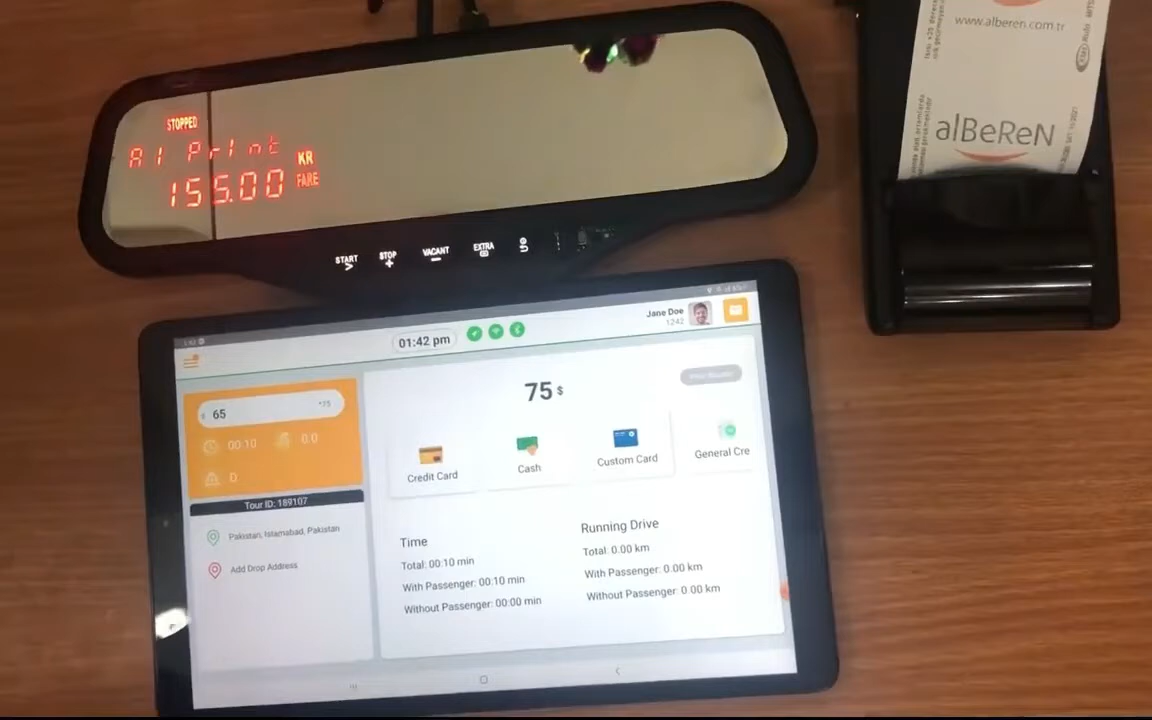 www.alberen.com.tr
alBeReN
STOPPED
A1 Print
155.00
KR
FARE
START
STOP
VACANT
EXTRA
01:42 pm
Jane Doe
1242
65
*75
00:10
0.0
D
Tour ID: 189107
Pakistan, Islamabad, Pakistan
Add Drop Address
75 $
Credit Card
Cash
Custom Card
General Cre
Time
Total: 00:10 min
With Passenger: 00:10 min
Without Passenger: 00:00 min
Running Drive
Total: 0.00 km
With Passenger: 0.00 km
Without Passenger: 0.00 km